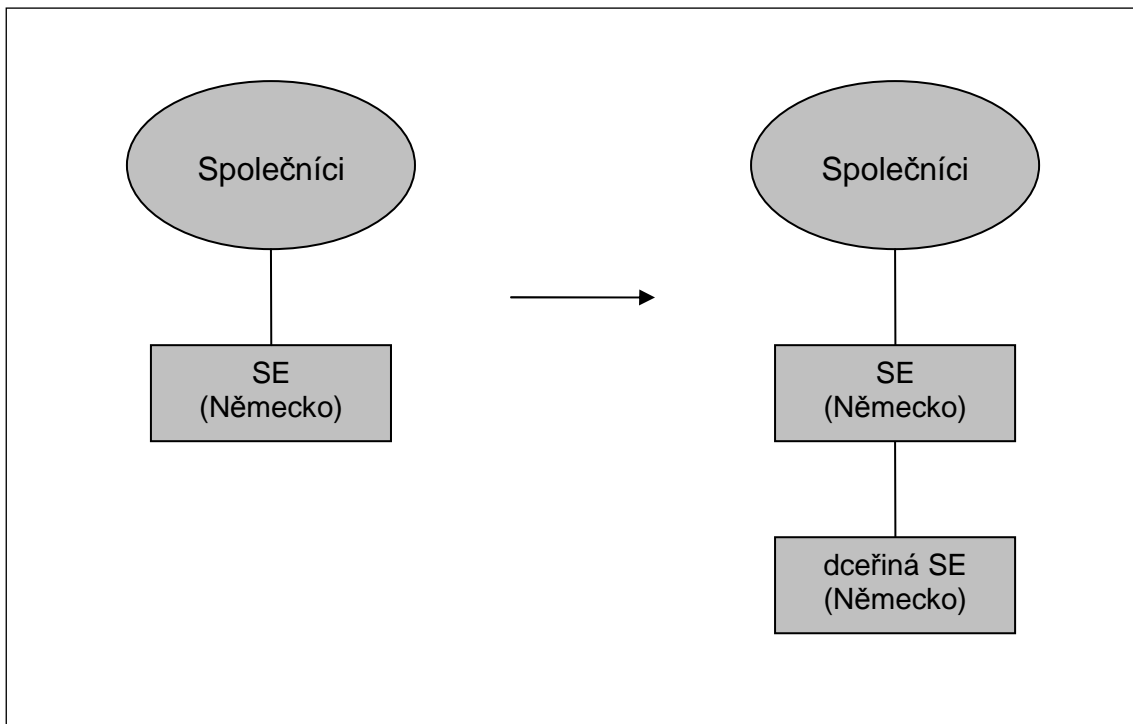 Společníci
SE
(Německo)
Společníci
SE
(Německo)
dceřiná SE
(Německo)